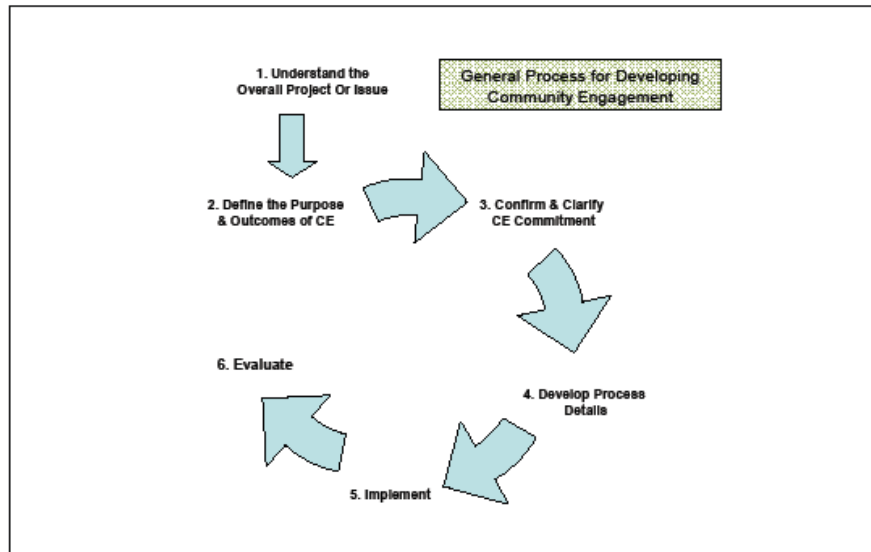 1. Understand the
Overall Project Or Issue
General Process for Developing
Community Engagement
2. Define the Purpose
& Outcomes of CE
3. Confirm & Clarify
CE Commitment
4. Develop Process
Details
5. Implement
6. Evaluate